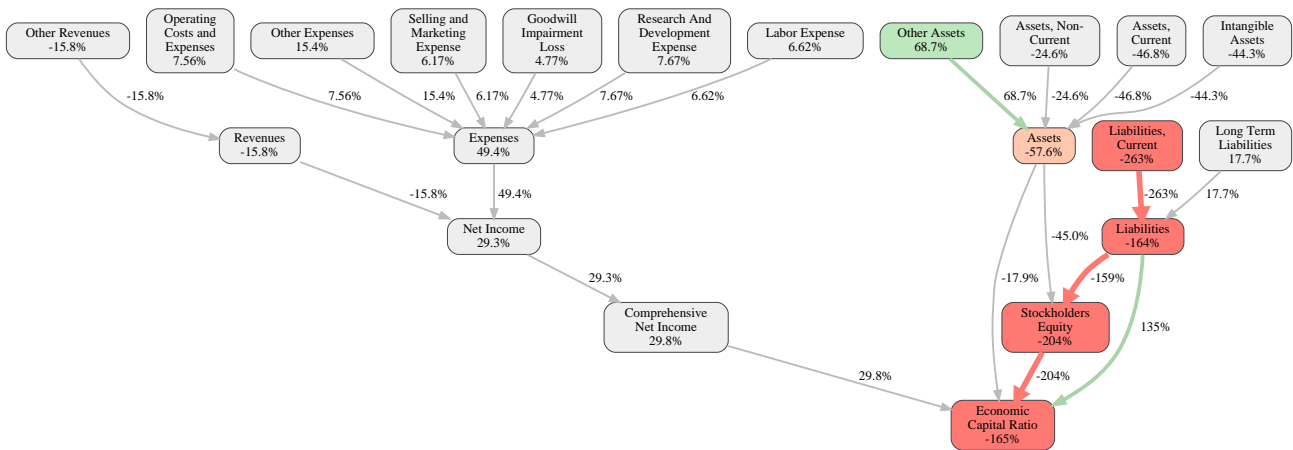 Other Revenues
-15.8%
Operating
Costs and
Expenses
7.56%
Other Expenses
15.4%
Selling and
Marketing
Expense
6.17%
Goodwill
Impairment
Loss
4.77%
Research And
Development
Expense
7.67%
Labor Expense
6.62%
Other Assets
68.7%
Assets, Non-
Current
-24.6%
Assets,
Current
-46.8%
Intangible
Assets
-44.3%
-15.8%
7.56%
15.4%
6.17%
4.77%
7.67%
6.62%
68.7%
-24.6%
-46.8%
-44.3%
Revenues
-15.8%
Expenses
49.4%
Assets
-57.6%
Liabilities,
Current
-263%
Long Term
Liabilities
17.7%
-15.8%
49.4%
-263%
17.7%
Net Income
29.3%
-45.0%
Liabilities
-164%
29.3%
-17.9%
-159%
Comprehensive
Net Income
29.8%
Stockholders
Equity
-204%
135%
29.8%
-204%
Economic
Capital Ratio
-165%